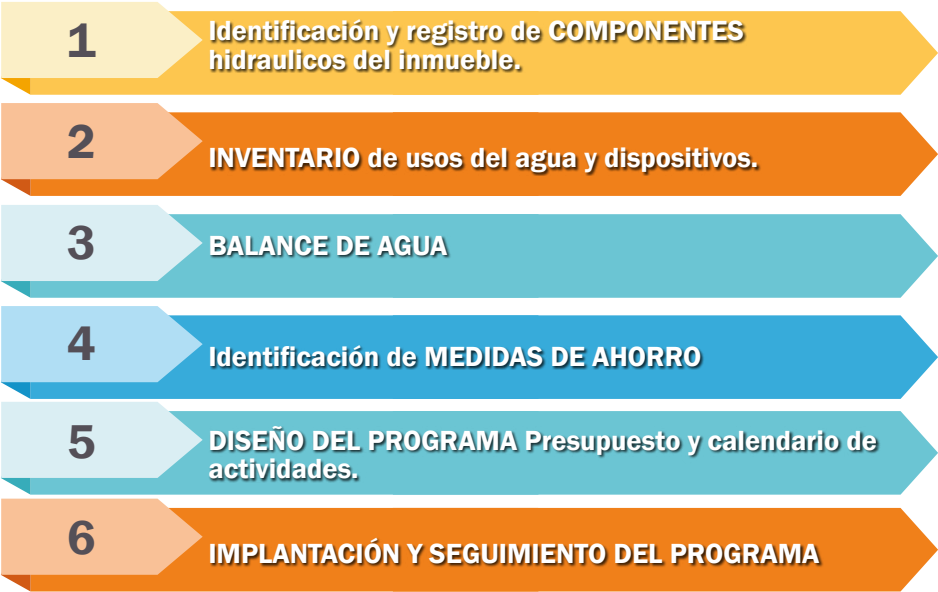 1
Identificación y registro de COMPONENTES
hidraulicos del inmueble.
2
INVENTARIO de usos del agua y dispositivos.
3
BALANCE DE AGUA
4
Identificación de MEDIDAS DE AHORRO
5
DISEÑO DEL PROGRAMA Presupuesto y calendario de
actividades.
6
IMPLANTACIÓN Y SEGUIMIENTO DEL PROGRAMA